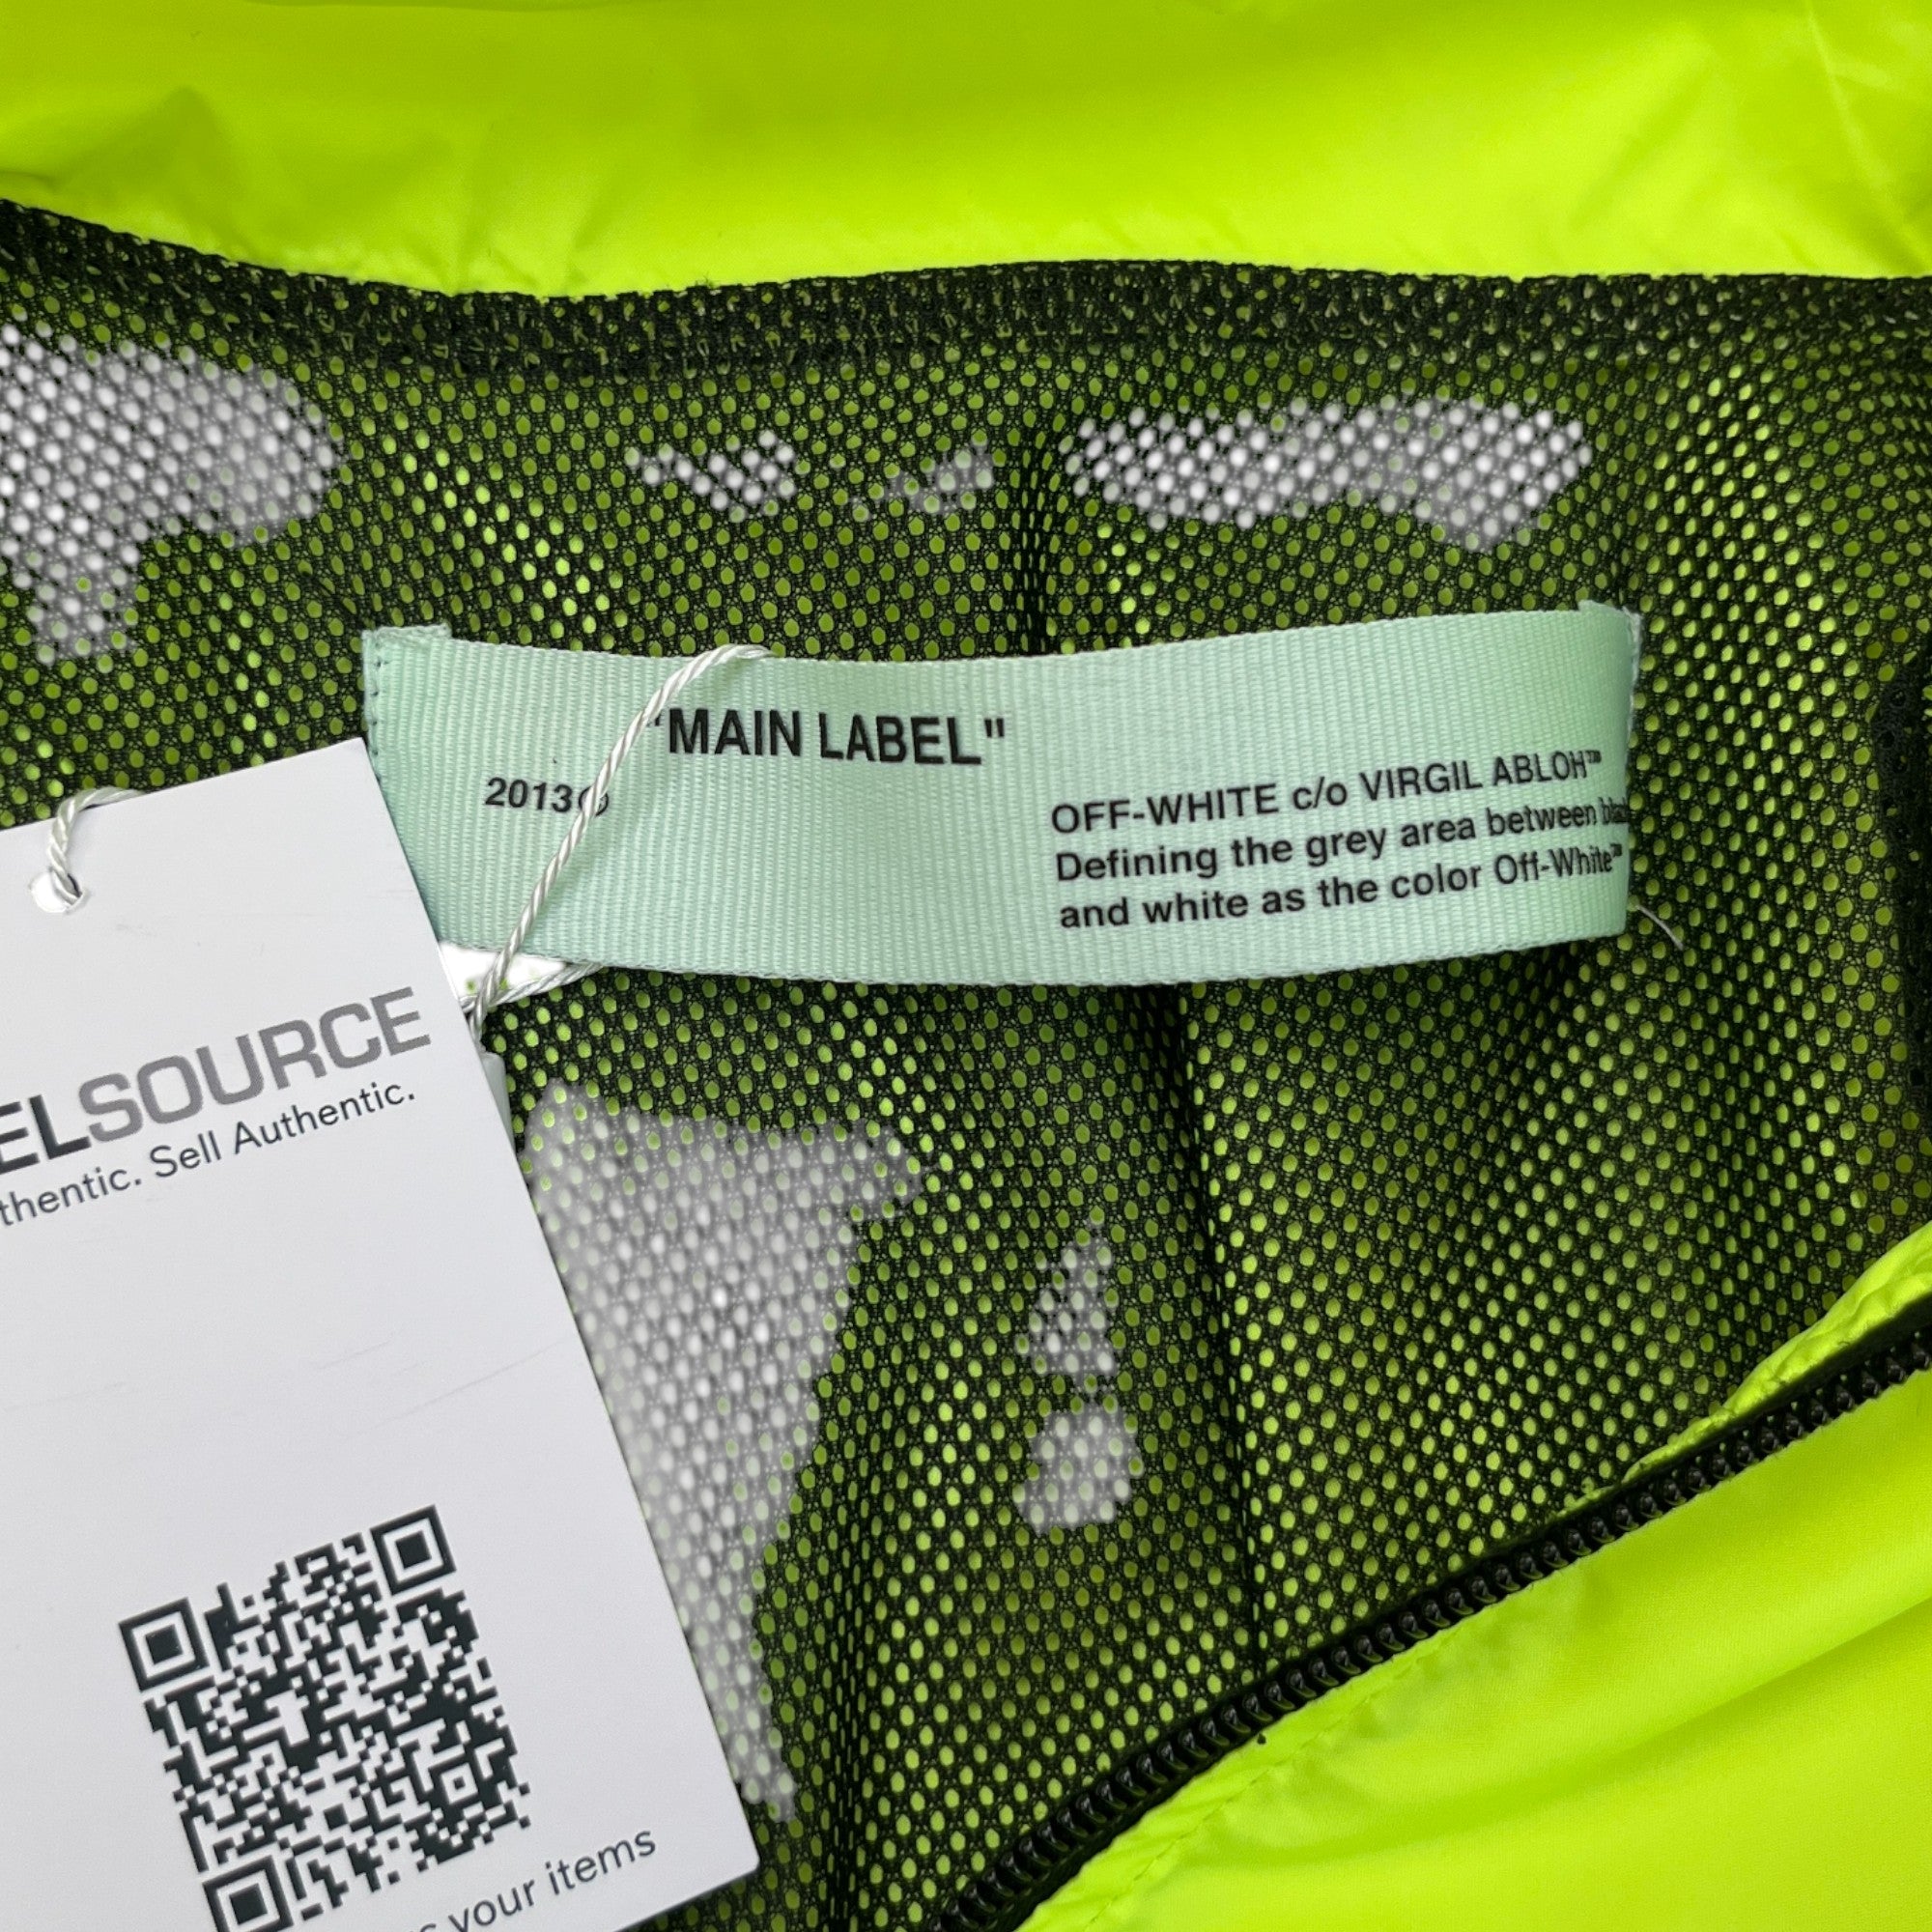 "MAIN LABEL"
2013©
OFF-WHITE c/o VIRGIL ABLOH™
Defining the grey area between
and white as the color Off-White™
ELSOURCE
thentic. Sell Authentic.
your items